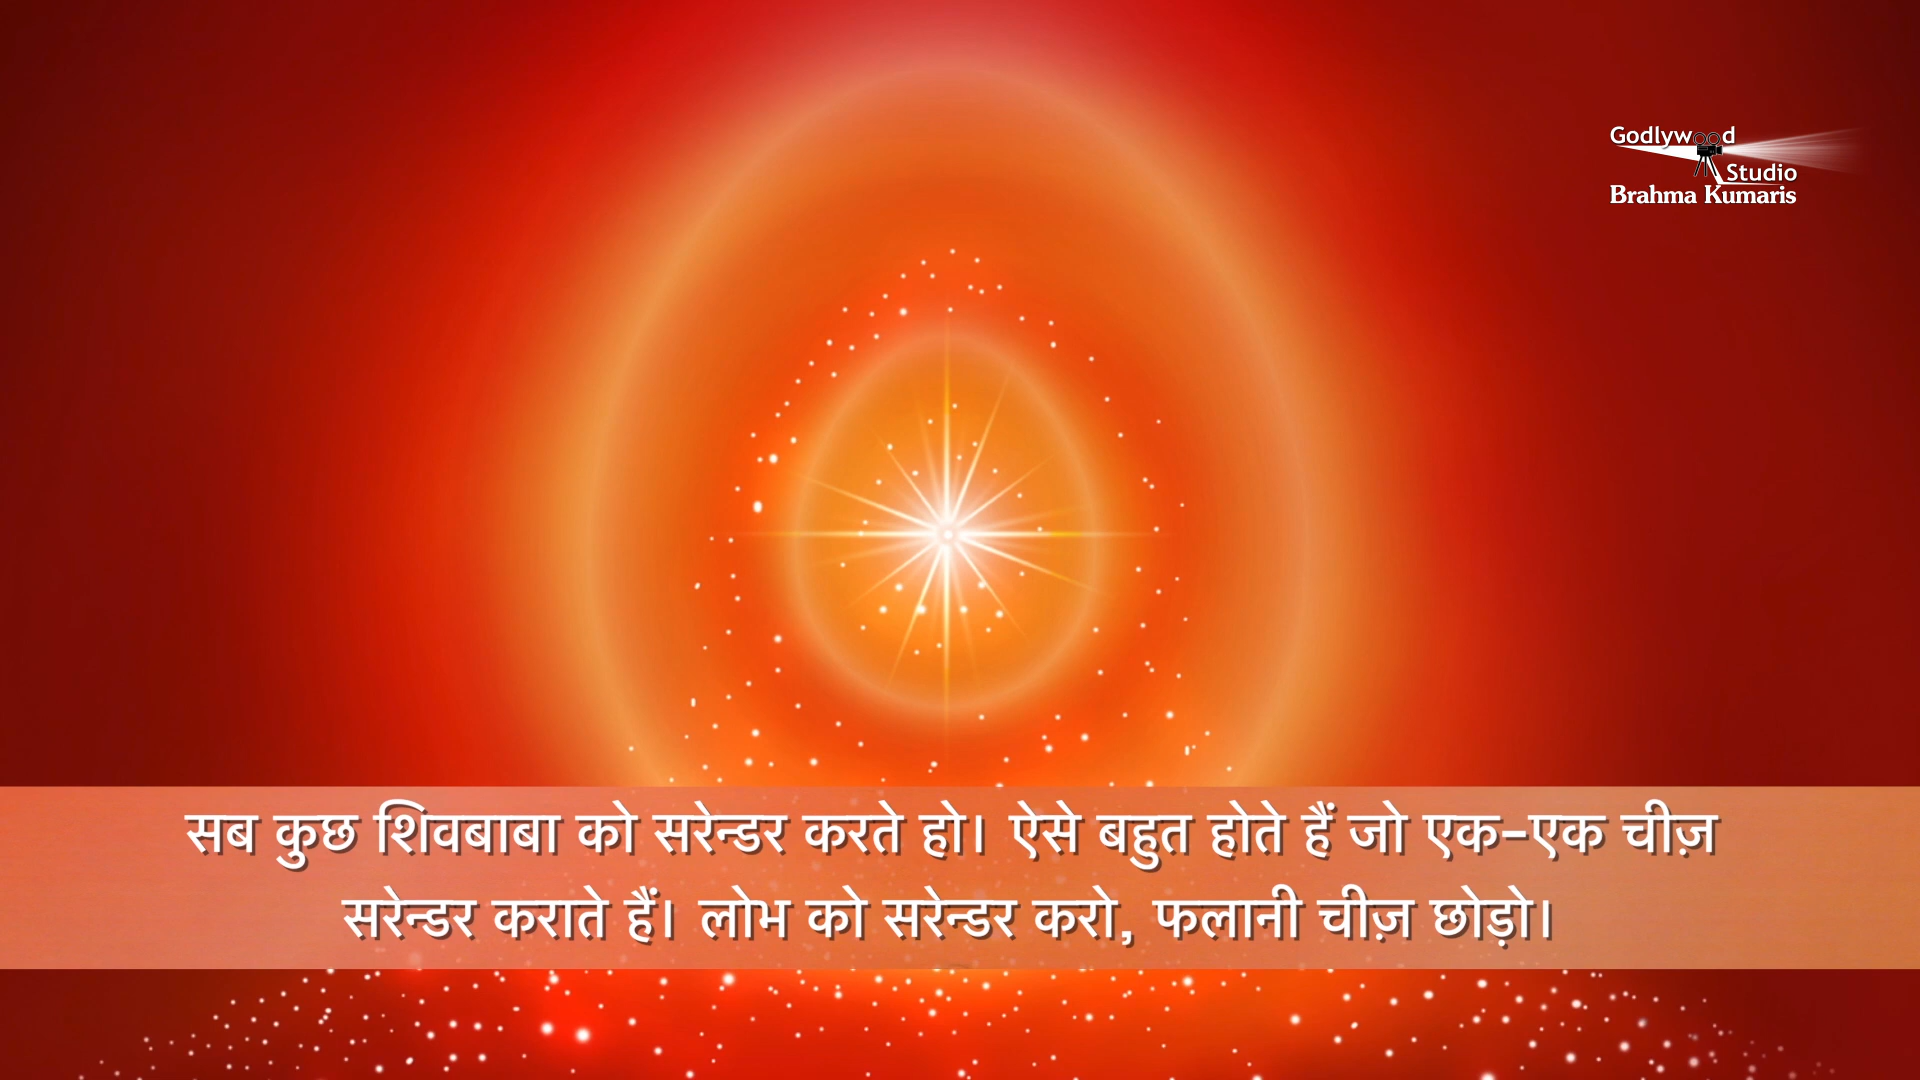 Godlywood
Studio
Brahma Kumaris
सब कुछ शिवबाबा को सरेन्डर करते हो। ऐसे बहुत होते हैं जो एक-एक चीज़
सरेन्डर कराते हैं। लोभ को सरेन्डर करो, फलानी चीज़ छोड़ो।